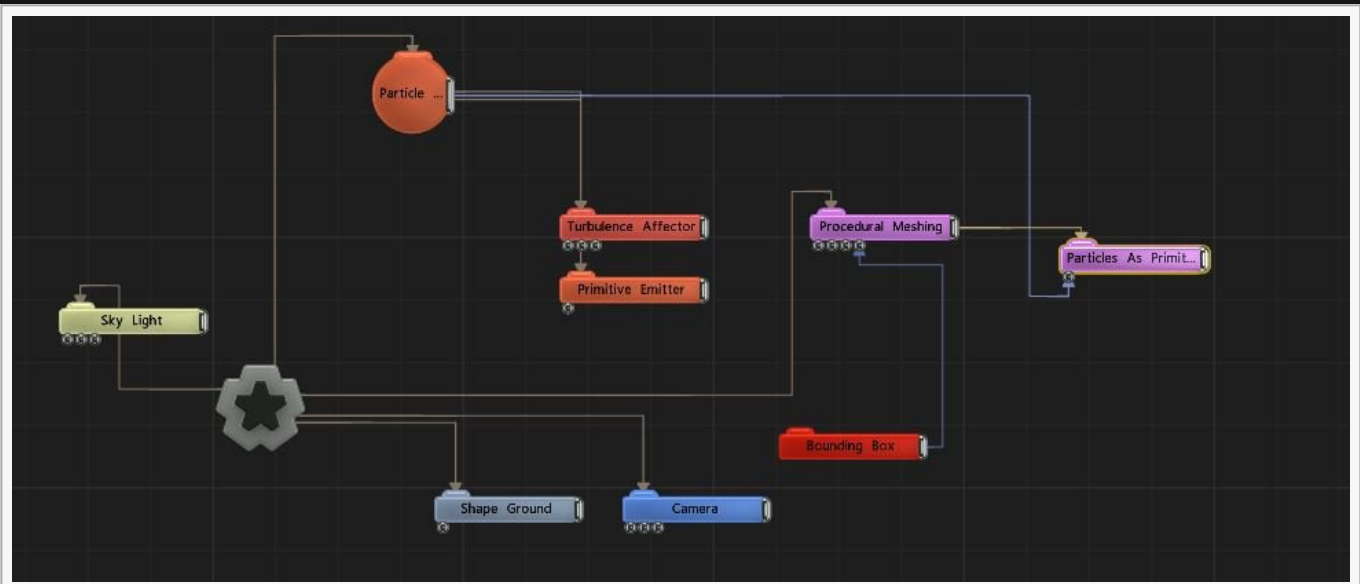 Particle ...
Turbulence Affector
Procedural Meshing
Particles As Primit...
Primitive Emitter
Sky Light
Bounding Box
Shape Ground
Camera